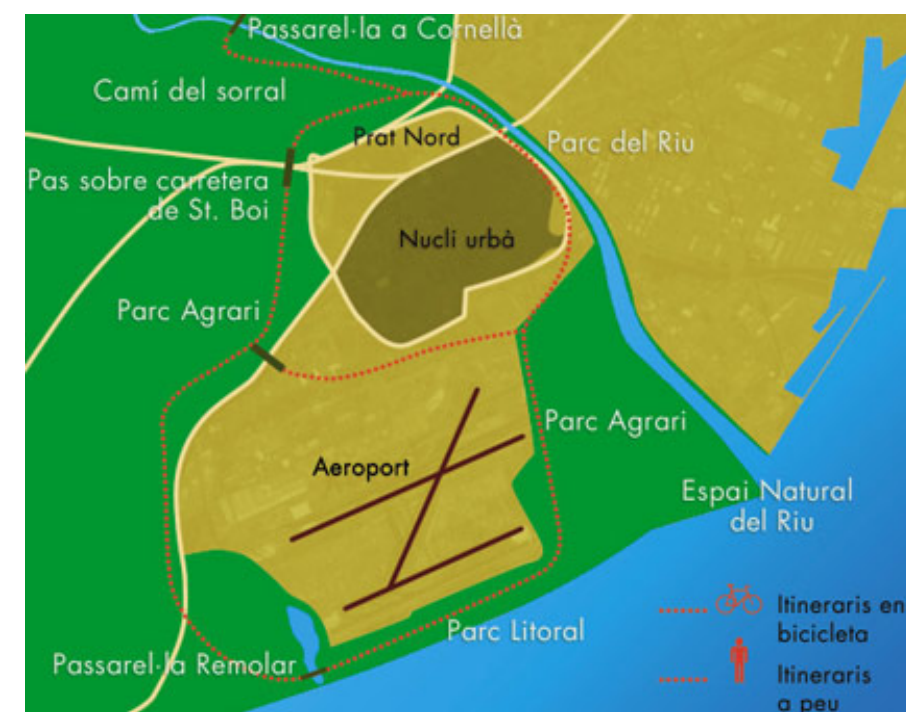 Passarel·la a Cornellà
Camí del sorral
Prat Nord
Parc del Riu
Pas sobre carretera
de St. Boi
Nucli urbà
Parc Agrari
Parc Agrari
Aeroport
Espai Natural
del Riu
Itineraris en
bicicleta
Parc Litoral
Passarel·la Remolar
Itineraris
a peu